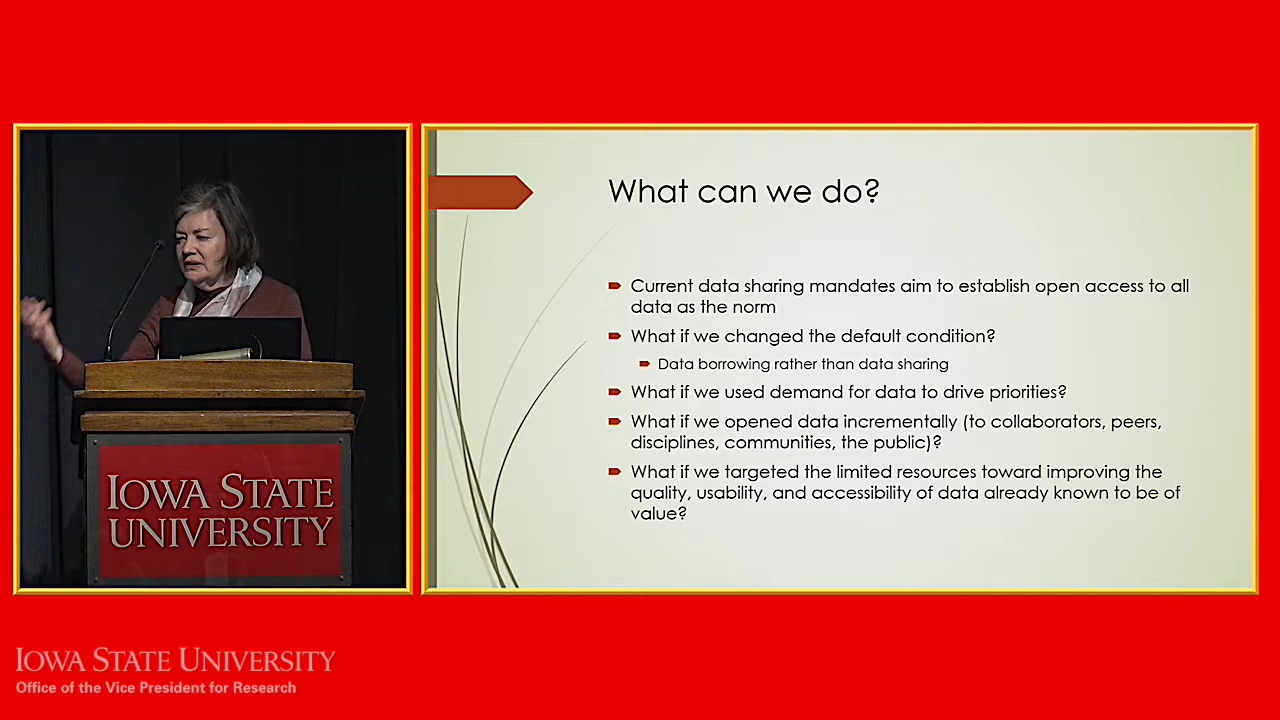 What can we do?
Current data sharing mandates aim to establish open access to all
data as the norm
What if we changed the default condition?
Data borrowing rather than data sharing
What if we used demand for data to drive priorities?
What if we opened data incrementally (to collaborators, peers,
disciplines, communities, the public)?
What if we targeted the limited resources toward improving the
quality, usability, and accessibility of data already known to be of
value?
IOWA STATE
UNIVERSITY
IOWA STATE UNIVERSITY
Office of the Vice President for Research